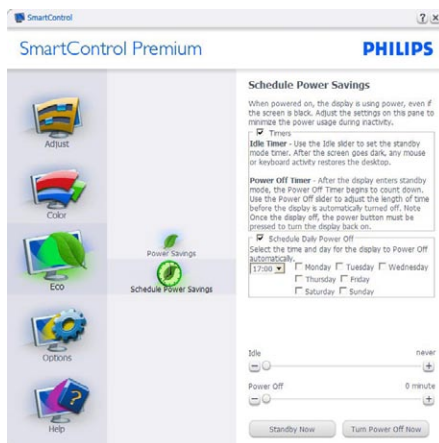 SmartControl
SmartControl Premium
PHILIPS
Adjust
Color
Eco
Options
Help
Power Savings
Schedule Power Savings
Schedule Power Savings
When powered on, the display is using power, even if
the screen is black. Adjust the settings on this pane to
minimize the power usage during inactivity.
Timers
Idle Timer - Use the Idle slider to set the standby
mode timer. After the screen goes dark, any mouse
or keyboard activity restores the desktop.
Power Off Timer - After the display enters standby
mode, the Power Off Timer begins to count down.
Use the Power Off slider to adjust the length of time
before the display is automatically turned off. Note
Once the display off, the power button must be
pressed to turn the display back on.
Schedule Daily Power Off
Select the time and day for the display to Power Off
automatically.
17:00 Monday Tuesday Wednesday
Thursday Friday
Saturday Sunday
Idle never
Power Off 0 minute
Standby Now Turn Power Off Now